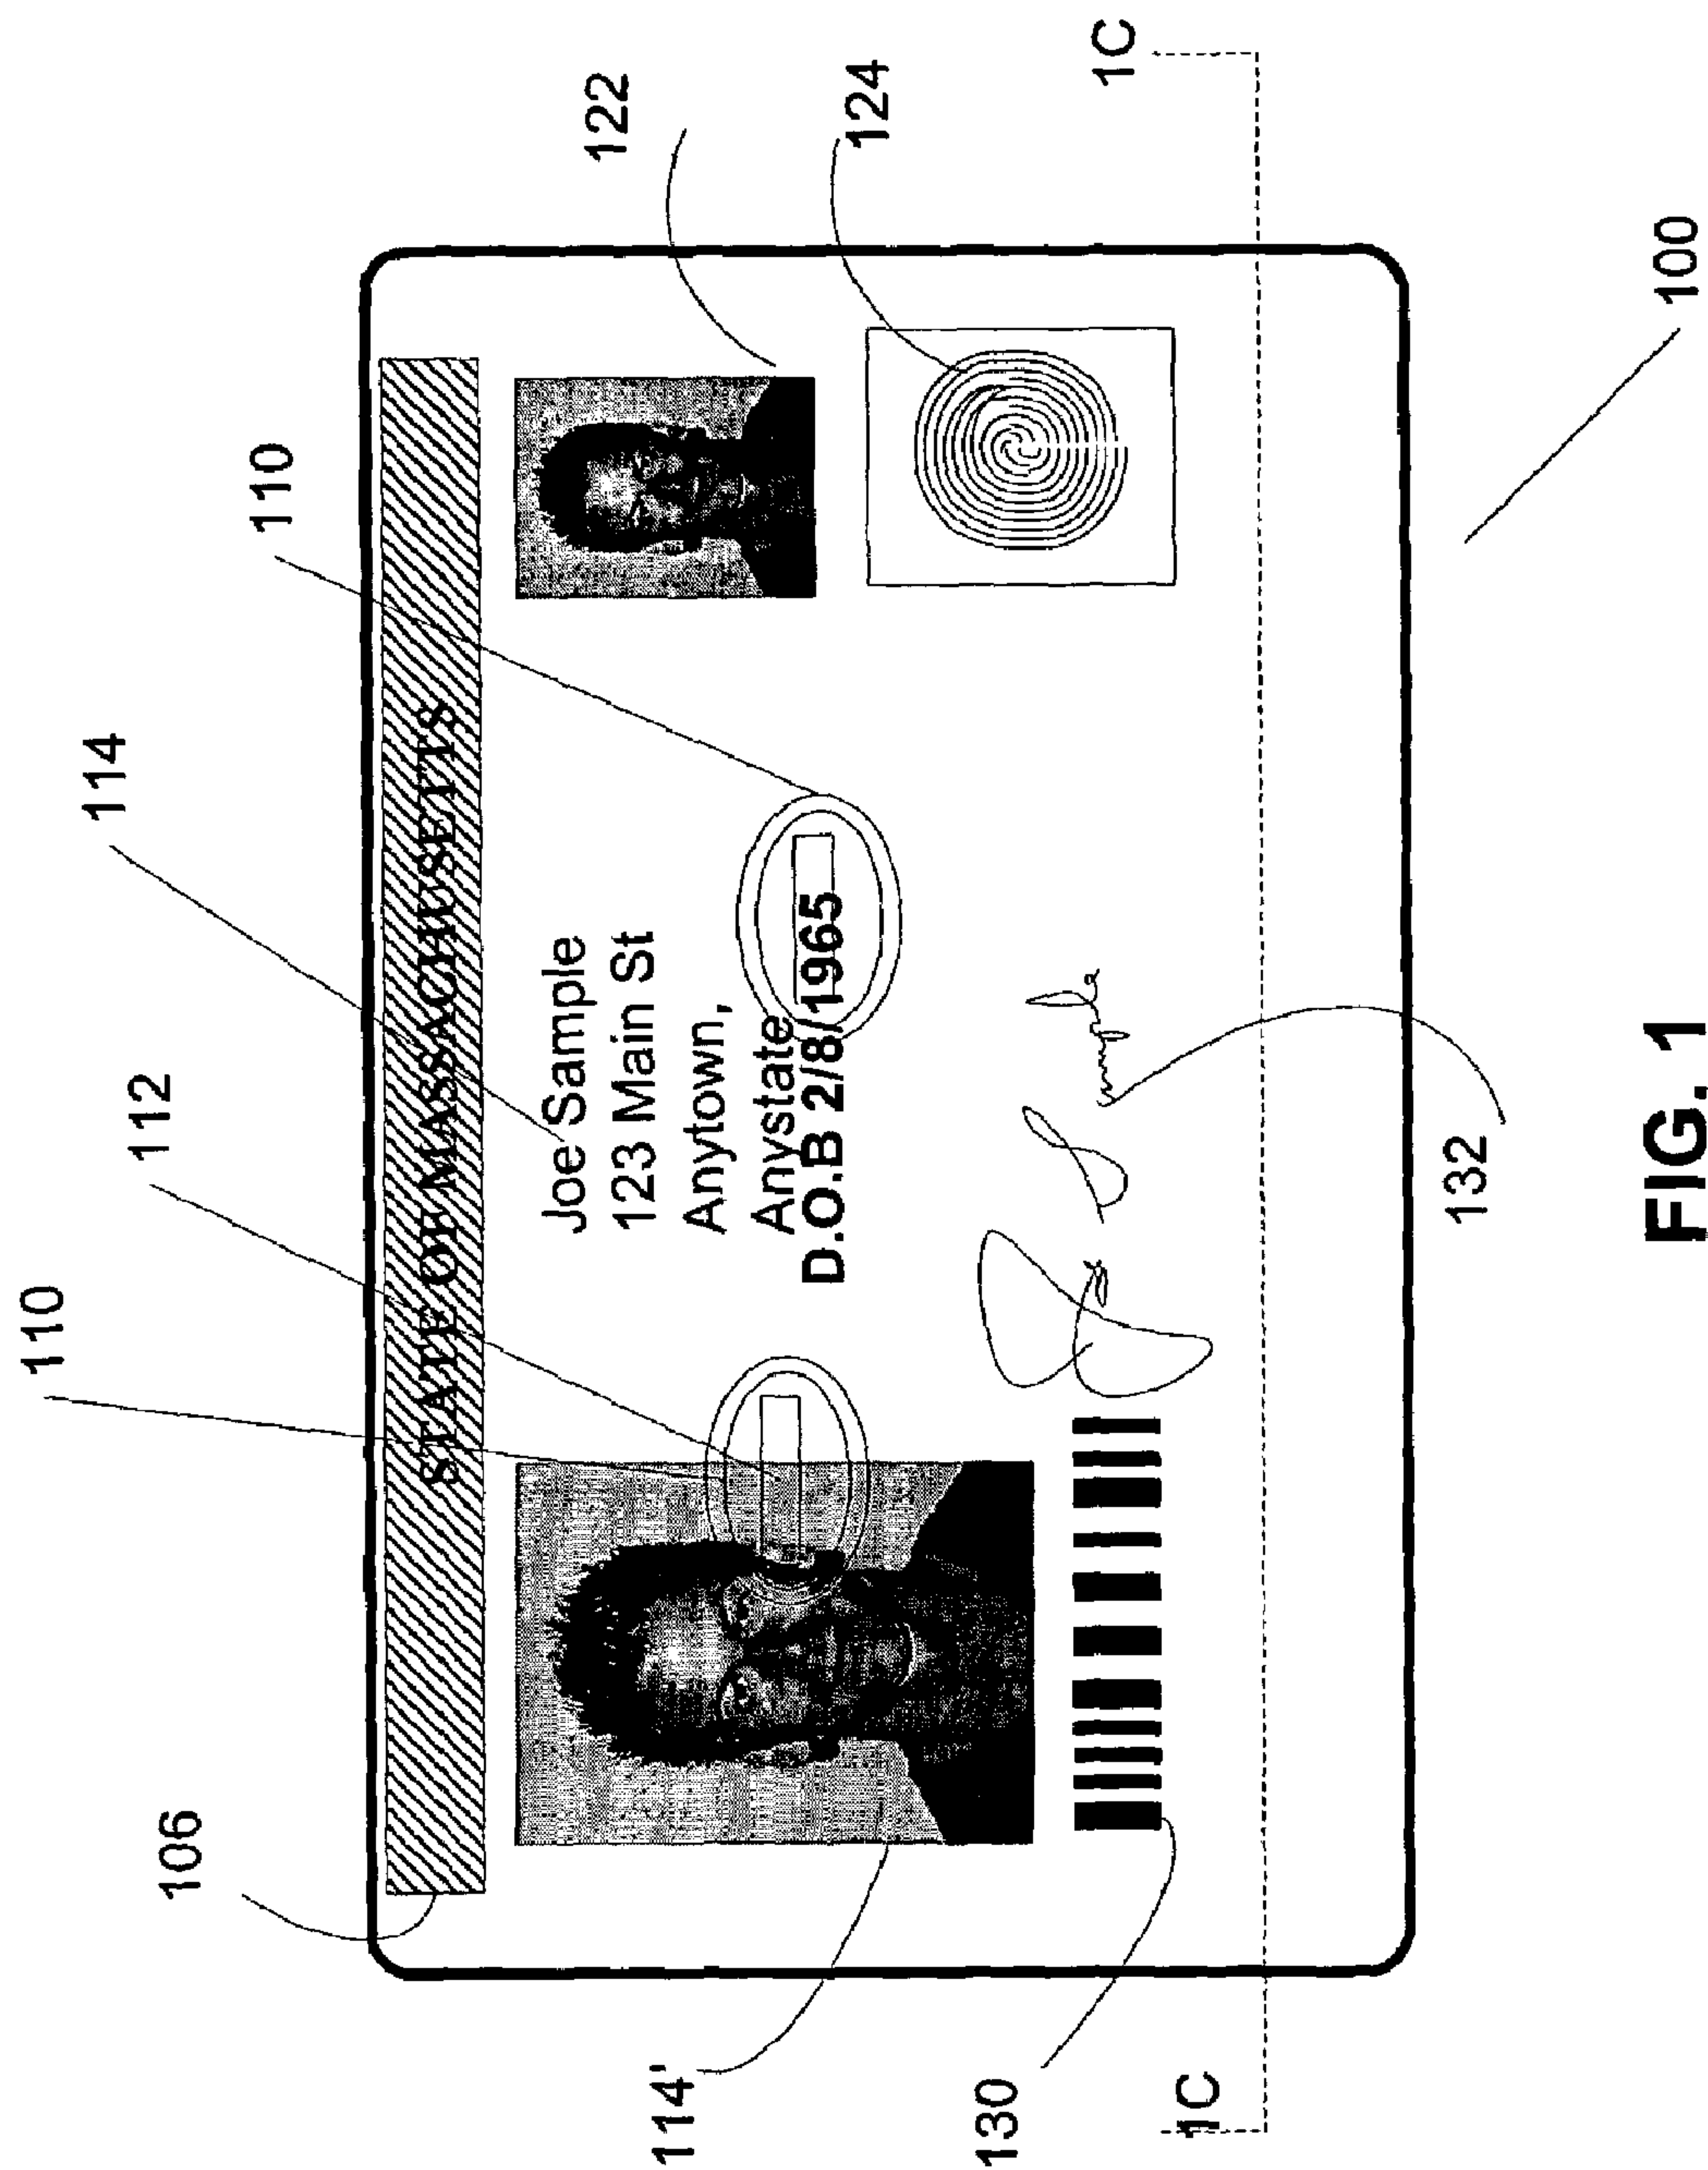 110
112
114
110
106
122
124
STATE OF MASSACHUSETTS
Joe Sample
123 Main St
Anytown,
Anystate
D.O.B 2/8/1965
114'
130
132
1C
1C
100
FIG. 1